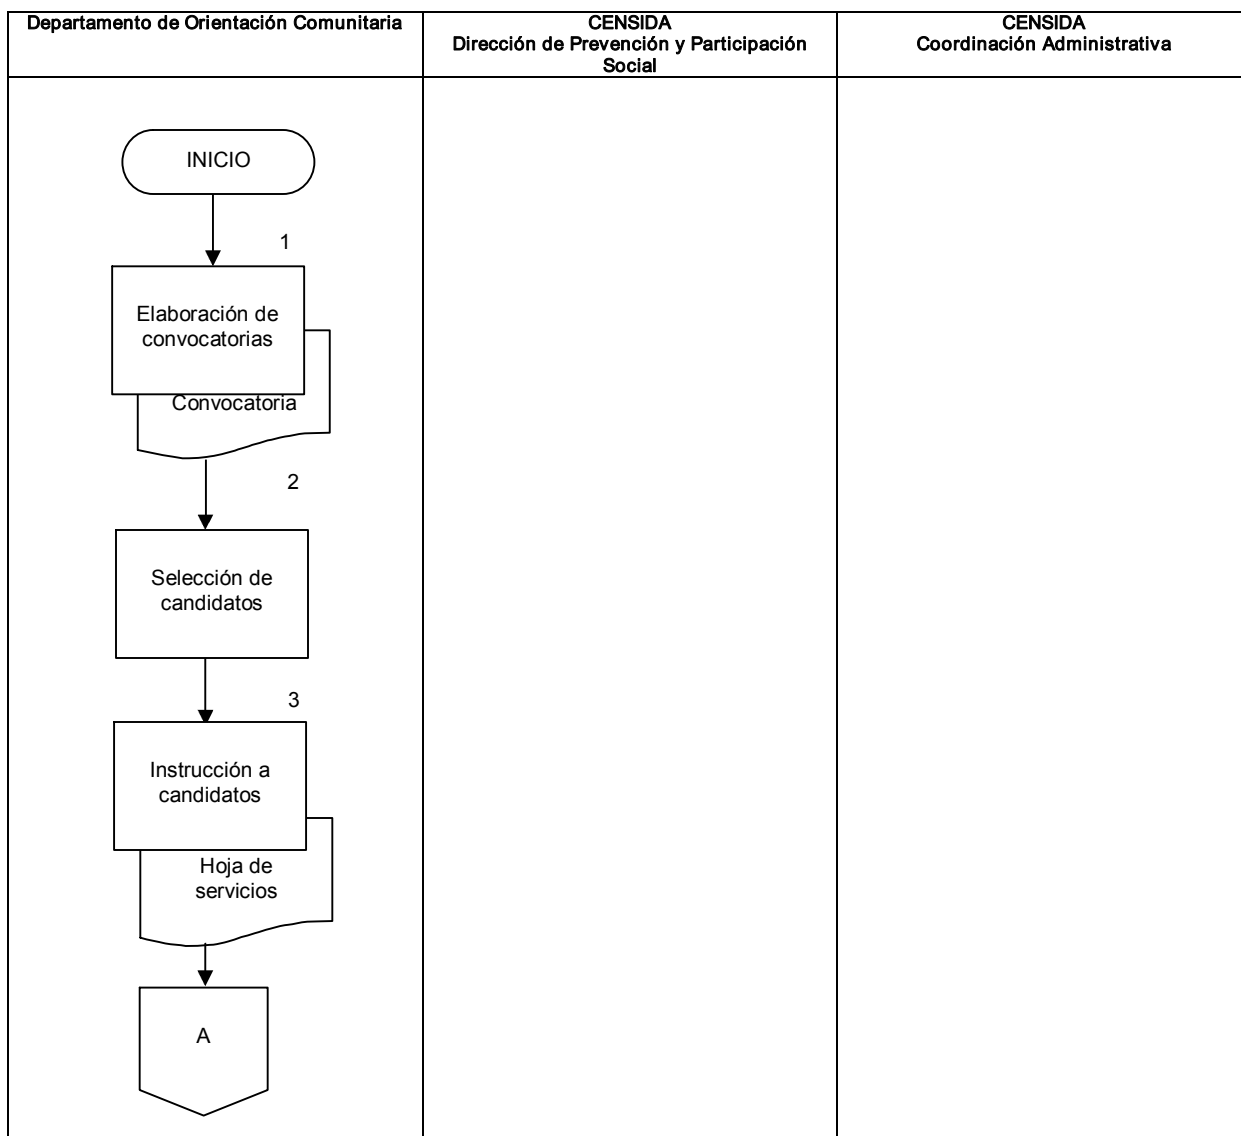 Departamento de Orientación Comunitaria
CENSIDA
Dirección de Prevención y Participación
Social
CENSIDA
Coordinación Administrativa
INICIO
1
Elaboración de
convocatorias
Convocatoria
2
Selección de
candidatos
3
Instrucción a
candidatos
Hoja de
servicios
A